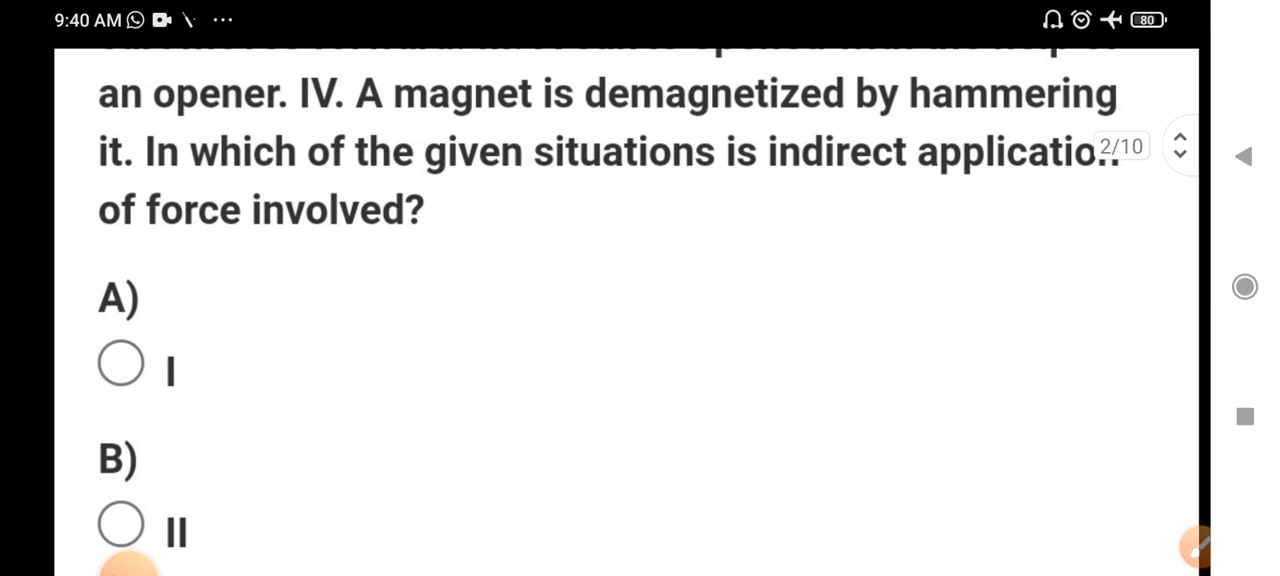 9:40 AM
80
an opener. IV. A magnet is demagnetized by hammering
it. In which of the given situations is indirect application
2/10
of force involved?
A)
I
B)
II